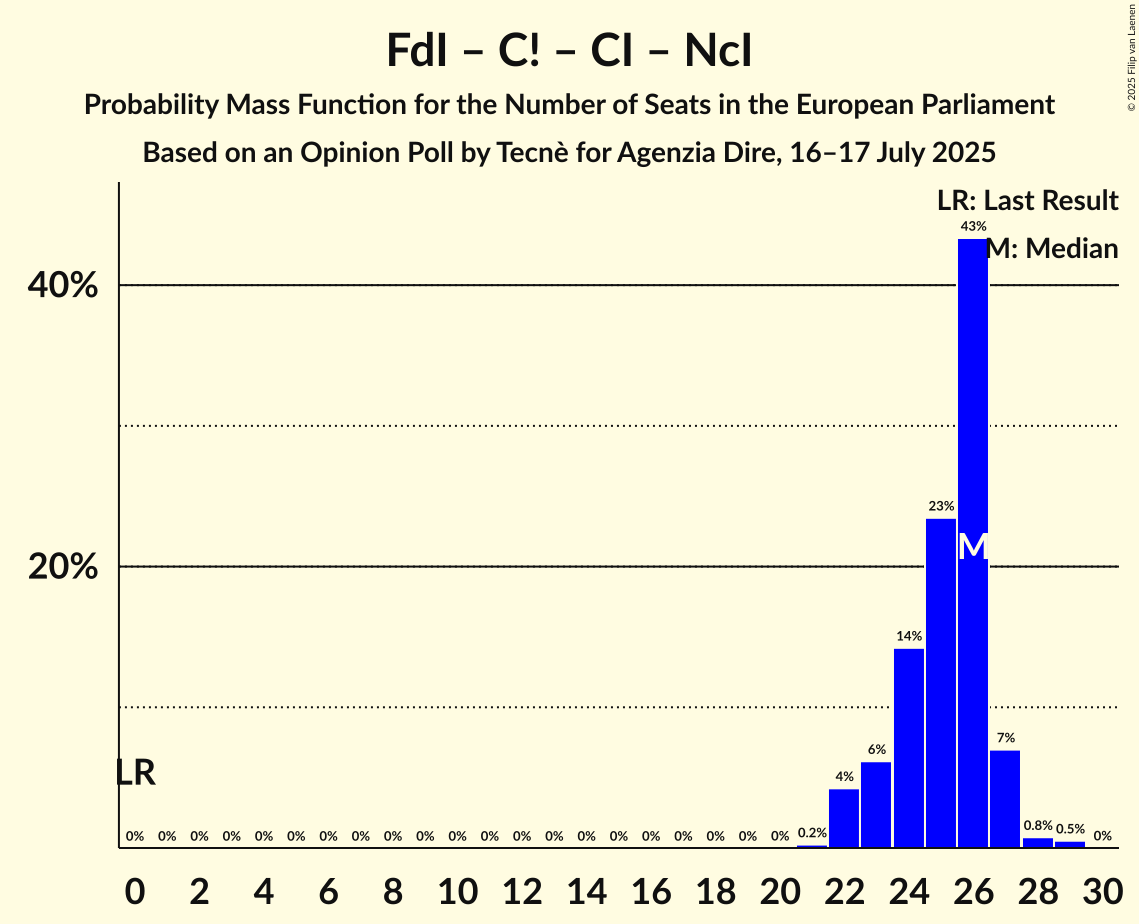 FdI – C! – CI – NcI
Probability Mass Function for the Number of Seats in the European Parliament
Based on an Opinion Poll by Tecnè for Agenzia Dire, 16–17 July 2025
© 2025 Filip van Laenen
LR: Last Result
M: Median
43%
40%
23%
M
20%
14%
7%
6%
LR
4%
0% 0% 0% 0% 0% 0% 0% 0% 0% 0% 0% 0% 0% 0% 0% 0% 0% 0% 0% 0% 0% 0.2% 0.8% 0.5% 0%
0 2 4 6 8 10 12 14 16 18 20 22 24 26 28 30